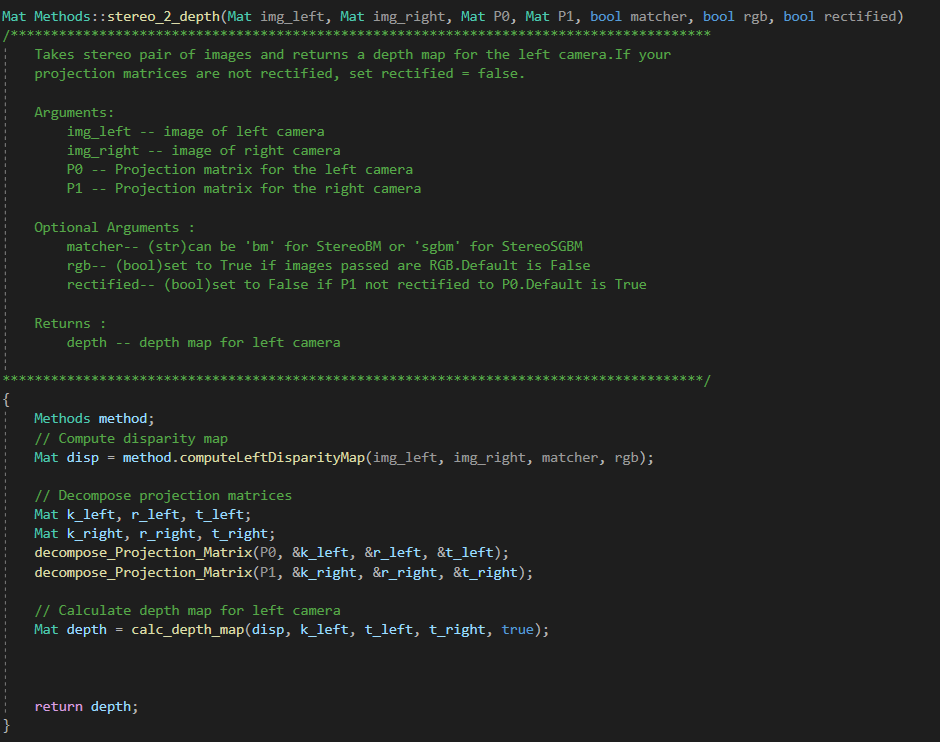 Mat Methods::stereo_2_depth(Mat img_left, Mat img_right, Mat P0, Mat P1, bool matcher, bool rgb, bool rectified)
/***************************************************************************************
Takes stereo pair of images and returns a depth map for the left camera.If your
projection matrices are not rectified, set rectified = false.
Arguments:
img_left -- image of left camera
img_right -- image of right camera
P0 -- Projection matrix for the left camera
P1 -- Projection matrix for the right camera
Optional Arguments :
matcher-- (str)can be 'bm' for StereoBM or 'sgbm' for StereoSGBM
rgb-- (bool)set to True if images passed are RGB.Default is False
rectified-- (bool)set to False if P1 not rectified to P0.Default is True
Returns :
depth -- depth map for left camera
***************************************************************************************/
{
Methods method;
// Compute disparity map
Mat disp = method.computeLeftDisparityMap(img_left, img_right, matcher, rgb);
// Decompose projection matrices
Mat k_left, r_left, t_left;
Mat k_right, r_right, t_right;
decompose_Projection_Matrix(P0, &k_left, &r_left, &t_left);
decompose_Projection_Matrix(P1, &k_right, &r_right, &t_right);
// Calculate depth map for left camera
Mat depth = calc_depth_map(disp, k_left, t_left, t_right, true);
return depth;
}